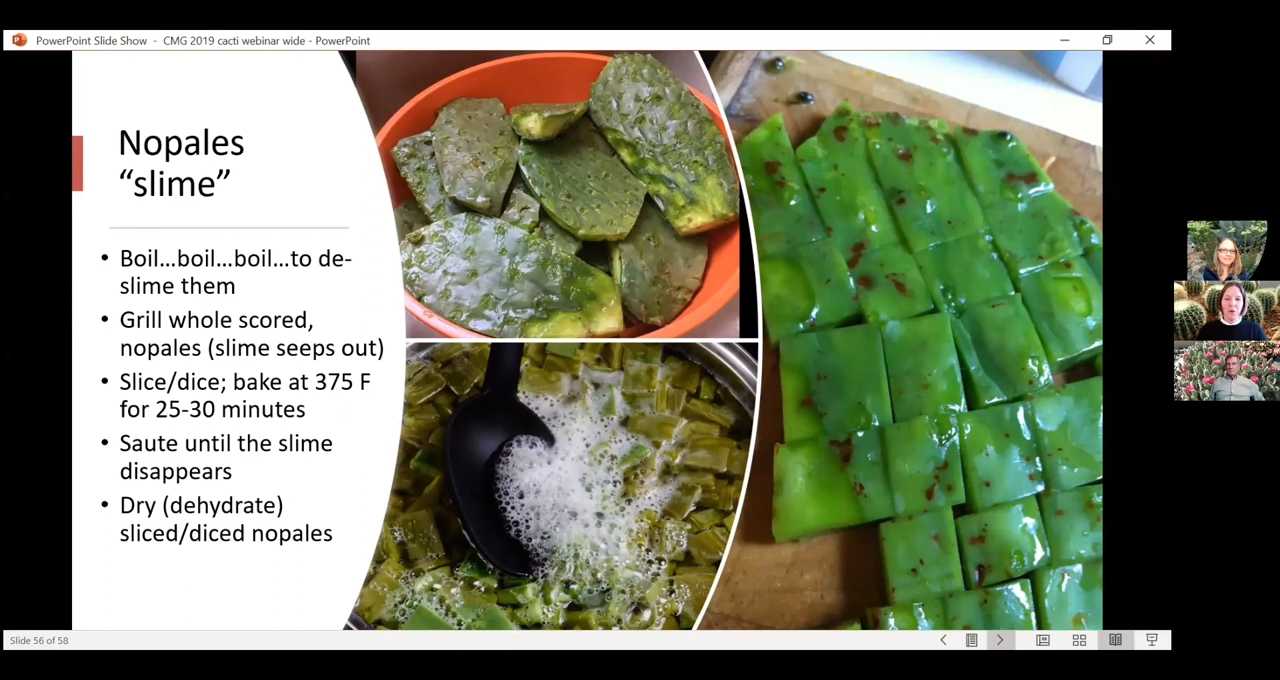 PowerPoint Slide Show - CMG 2019 cacti webinar wide - PowerPoint
Nopales
“slime”
• Boil...boil...boil...to de-
slime them
• Grill whole scored,
nopales (slime seeps out)
• Slice/dice; bake at 375 F
for 25-30 minutes
• Saute until the slime
disappears
• Dry (dehydrate)
sliced/diced nopales
Slide 56 of 58